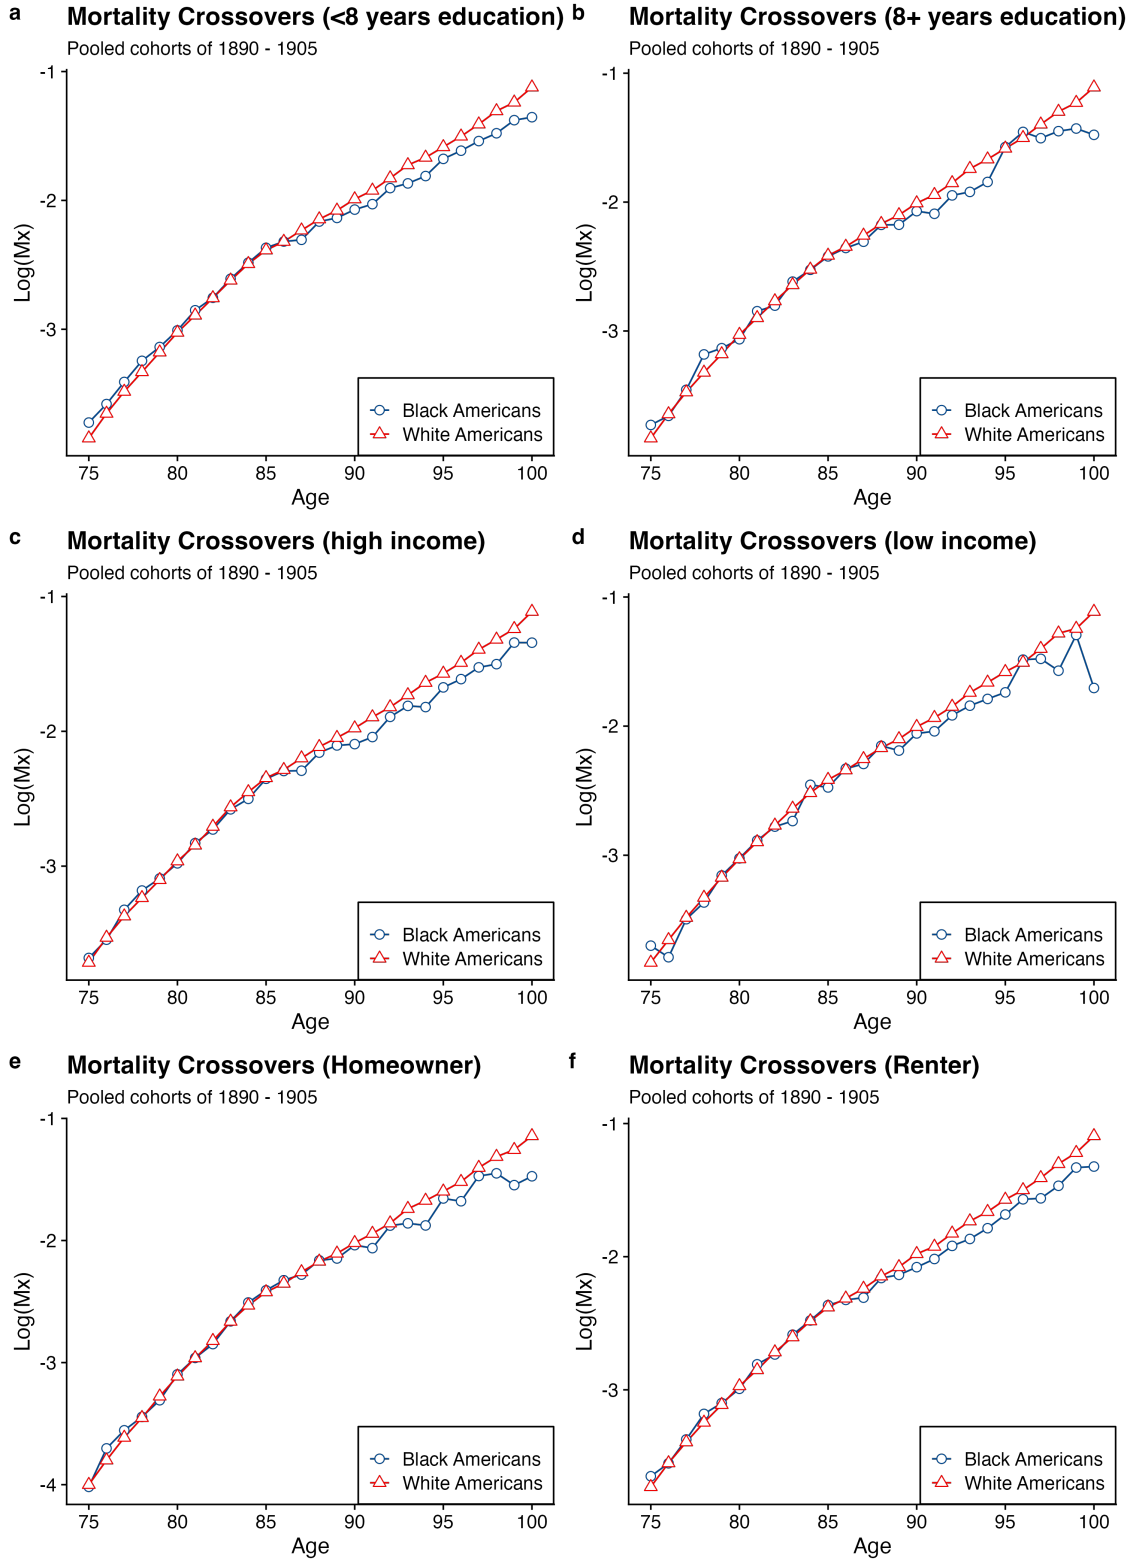 a Mortality Crossovers (<8 years education)
Pooled cohorts of 1890 - 1905
-1
-2
-3
Log(Mx)
Black Americans
White Americans
75 80 85 90 95 100
Age
b Mortality Crossovers (8+ years education)
Pooled cohorts of 1890 - 1905
-1
-2
-3
Log(Mx)
Black Americans
White Americans
75 80 85 90 95 100
Age
c Mortality Crossovers (high income)
Pooled cohorts of 1890 - 1905
-1
-2
-3
Log(Mx)
Black Americans
White Americans
75 80 85 90 95 100
Age
d Mortality Crossovers (low income)
Pooled cohorts of 1890 - 1905
-1
-2
-3
Log(Mx)
Black Americans
White Americans
75 80 85 90 95 100
Age
e Mortality Crossovers (Homeowner)
Pooled cohorts of 1890 - 1905
-1
-2
-3
-4
Log(Mx)
Black Americans
White Americans
75 80 85 90 95 100
Age
f Mortality Crossovers (Renter)
Pooled cohorts of 1890 - 1905
-1
-2
-3
Log(Mx)
Black Americans
White Americans
75 80 85 90 95 100
Age